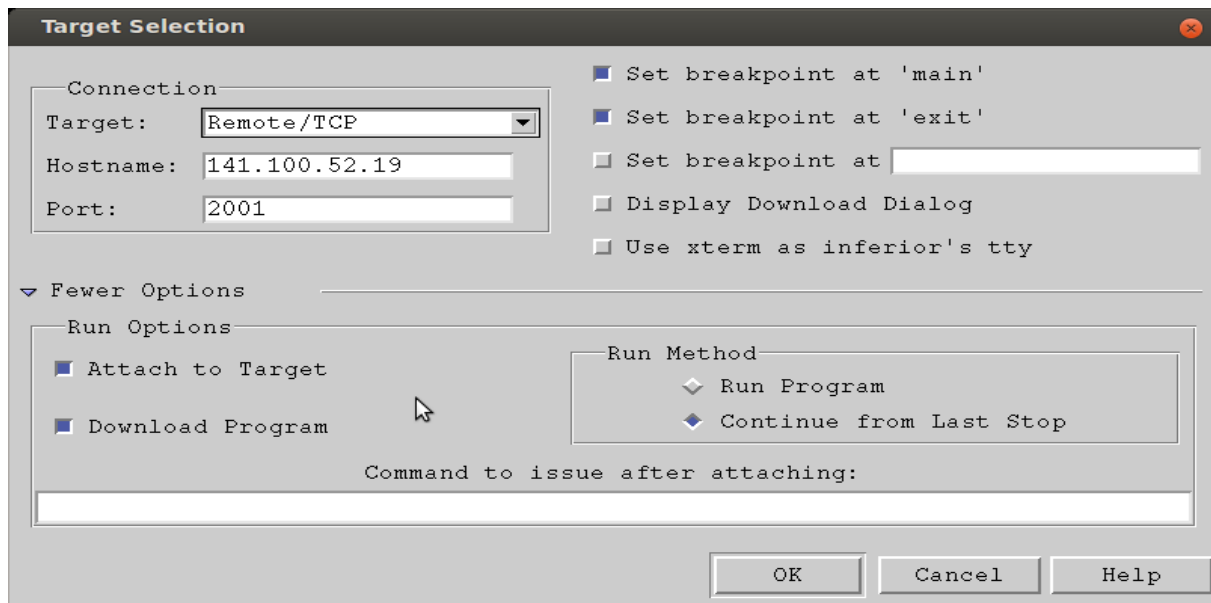 Target Selection
Connection
Target: Remote/TCP
Hostname: 141.100.52.19
Port: 2001
Set breakpoint at 'main'
Set breakpoint at 'exit'
Set breakpoint at
Display Download Dialog
Use xterm as inferior's tty
Fewer Options
Run Options
Attach to Target
Download Program
Run Method
Run Program
Continue from Last Stop
Command to issue after attaching:
OK Cancel Help